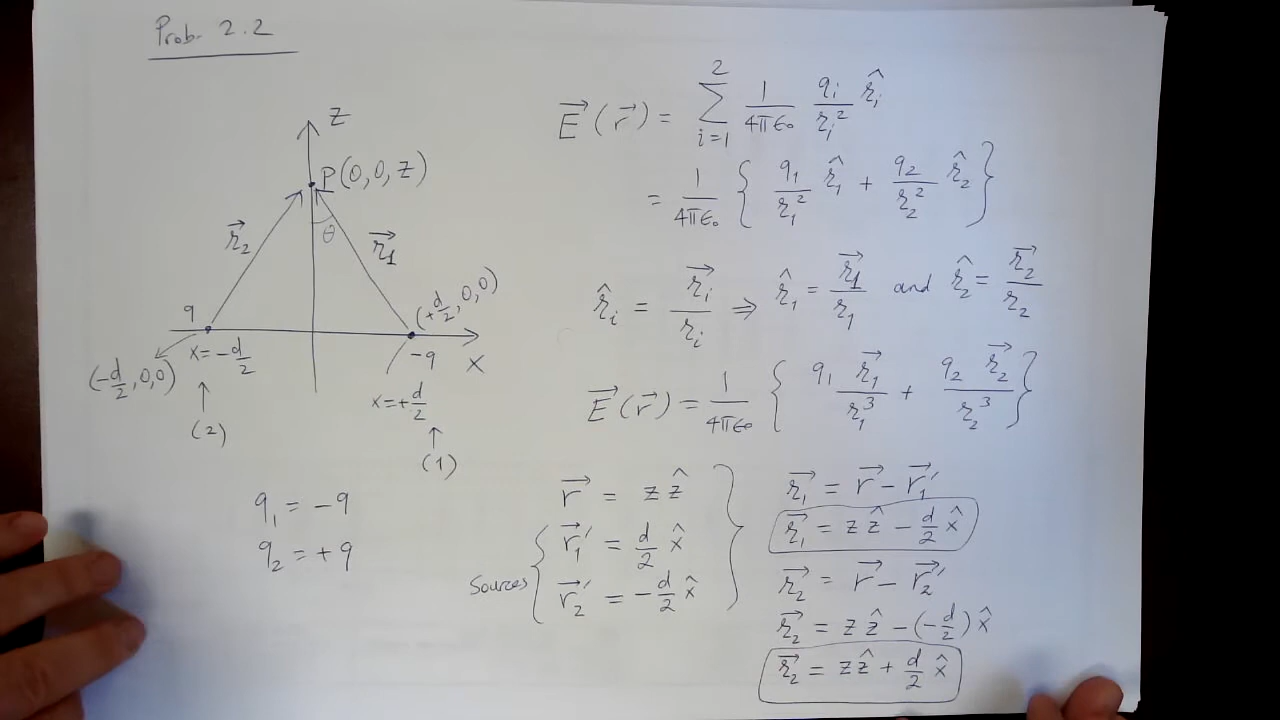 Prob. 2.2
Z
P(0,0,z)
θ
𝓇⃗₂
𝓇⃗₁
q
(+d/2,0,0)
-q
X
(-d/2,0,0)
x=-d/2
x=+d/2
(2)
(1)
q₁ = -q
q₂ = +q
E⃗(r⃗) = Σ_{i=1}^{2} 1/4πε₀ qᵢ/𝓇ᵢ² 𝓇̂ᵢ
= 1/4πε₀ { q₁/𝓇₁² 𝓇̂₁ + q₂/𝓇₂² 𝓇̂₂ }
𝓇̂ᵢ = 𝓇⃗ᵢ/𝓇ᵢ ⇒ 𝓇̂₁ = 𝓇⃗₁/𝓇₁ and 𝓇̂₂ = 𝓇⃗₂/𝓇₂
E⃗(r⃗) = 1/4πε₀ { q₁ 𝓇⃗₁/𝓇₁³ + q₂ 𝓇⃗₂/𝓇₂³ }
r⃗ = z ẑ
Sources { r⃗₁′ = d/2 x̂
r⃗₂′ = -d/2 x̂
𝓇⃗₁ = r⃗ - r⃗₁′
𝓇⃗₁ = z ẑ - d/2 x̂
𝓇⃗₂ = r⃗ - r⃗₂′
𝓇⃗₂ = z ẑ - (-d/2) x̂
𝓇⃗₂ = z ẑ + d/2 x̂